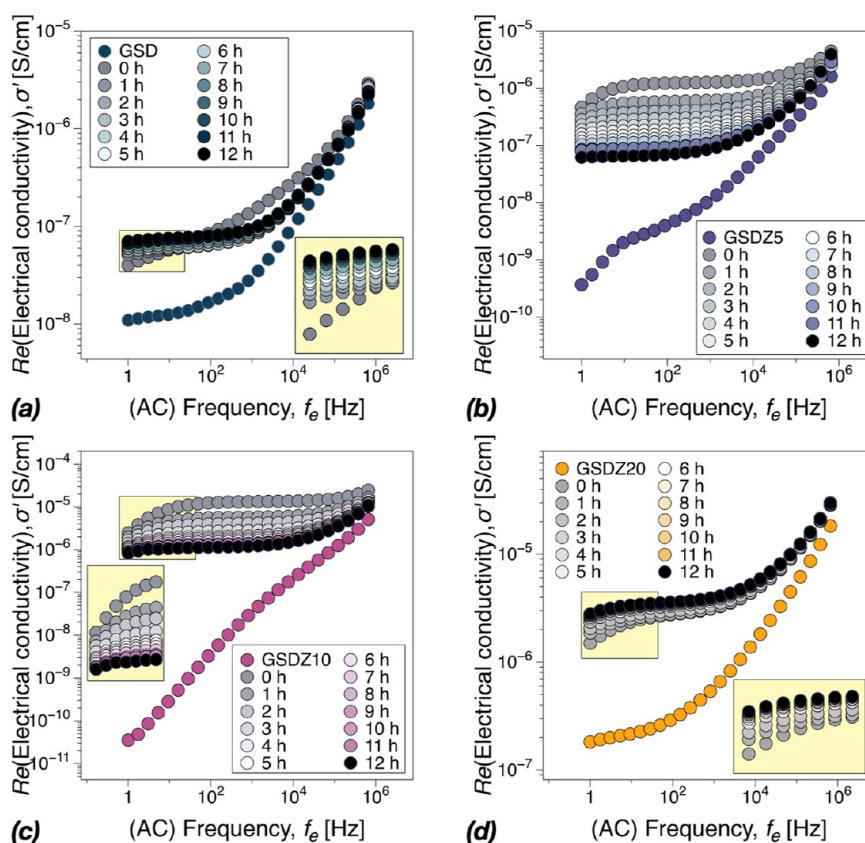 10⁻⁵
10⁻⁶
10⁻⁷
10⁻⁸
Re(Electrical conductivity), σ' [S/cm]
GSD
0 h
1 h
2 h
3 h
4 h
5 h
6 h
7 h
8 h
9 h
10 h
11 h
12 h
1 10² 10⁴ 10⁶
(a) (AC) Frequency, fₑ [Hz]
10⁻⁵
10⁻⁶
10⁻⁷
10⁻⁸
10⁻⁹
10⁻¹⁰
Re(Electrical conductivity), σ' [S/cm]
GSDZ5
0 h
1 h
2 h
3 h
4 h
5 h
6 h
7 h
8 h
9 h
10 h
11 h
12 h
1 10² 10⁴ 10⁶
(b) (AC) Frequency, fₑ [Hz]
10⁻⁴
10⁻⁵
10⁻⁶
10⁻⁷
10⁻⁸
10⁻⁹
10⁻¹⁰
10⁻¹¹
Re(Electrical conductivity), σ' [S/cm]
GSDZ10
0 h
1 h
2 h
3 h
4 h
5 h
6 h
7 h
8 h
9 h
10 h
11 h
12 h
1 10² 10⁴ 10⁶
(c) (AC) Frequency, fₑ [Hz]
10⁻⁵
10⁻⁶
10⁻⁷
Re(Electrical conductivity), σ' [S/cm]
GSDZ20
0 h
1 h
2 h
3 h
4 h
5 h
6 h
7 h
8 h
9 h
10 h
11 h
12 h
1 10² 10⁴ 10⁶
(d) (AC) Frequency, fₑ [Hz]